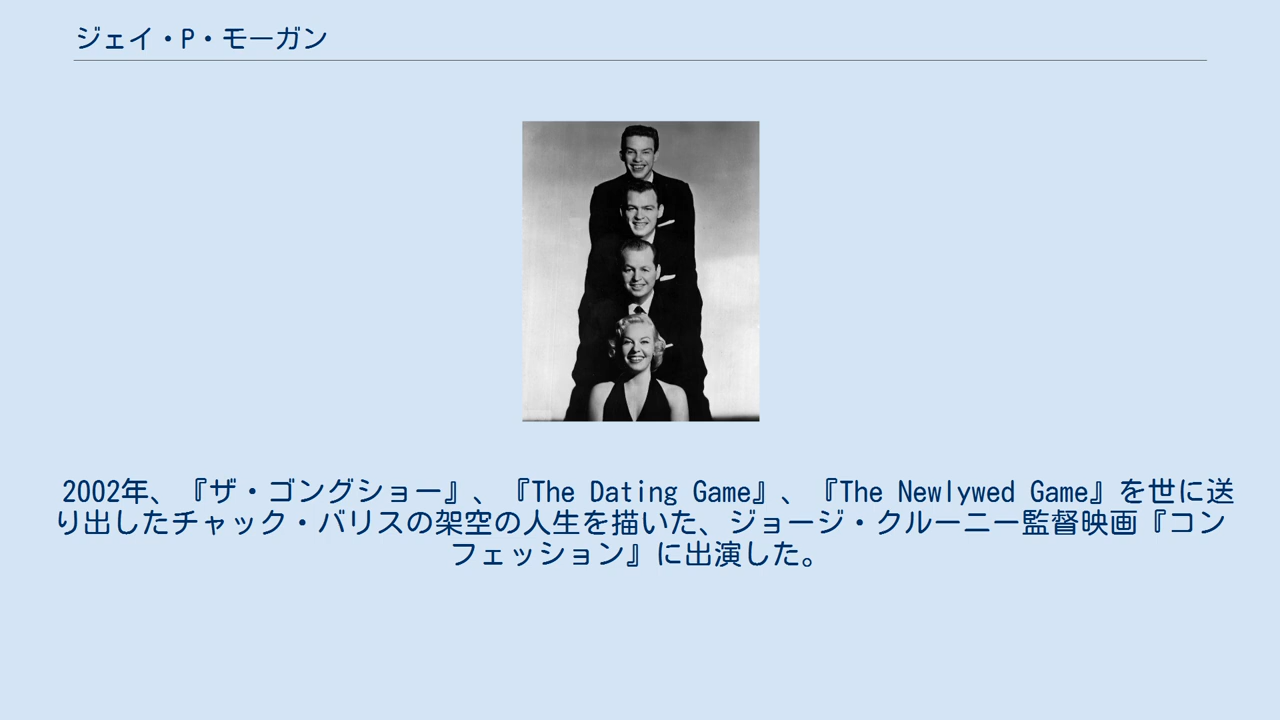 ジェイ・P・モーガン
2002年、『ザ・ゴングショー』、『The Dating Game』、『The Newlywed Game』を世に送
り出したチャック・バリスの架空の人生を描いた、ジョージ・クルーニー監督映画『コン
フェッション』に出演した。